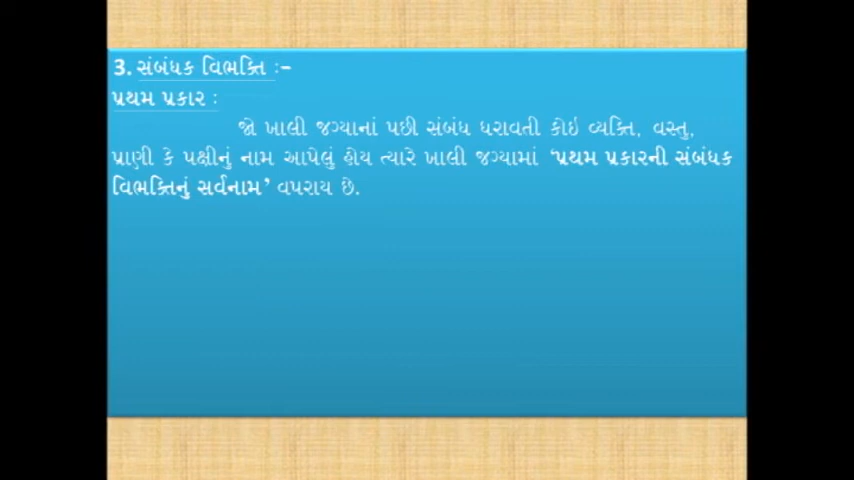 3. સંબંધક વિભક્તિ :-
પ્રથમ પ્રકાર :
જો ખાલી જગ્યાનાં પછી સંબંધ ધરાવતી કોઇ વ્યક્તિ, વસ્તુ,
પ્રાણી કે પક્ષીનું નામ આપેલું હોય ત્યારે ખાલી જગ્યામાં ‘પ્રથમ પ્રકારની સંબંધક
વિભક્તિનું સર્વનામ’ વપરાય છે.